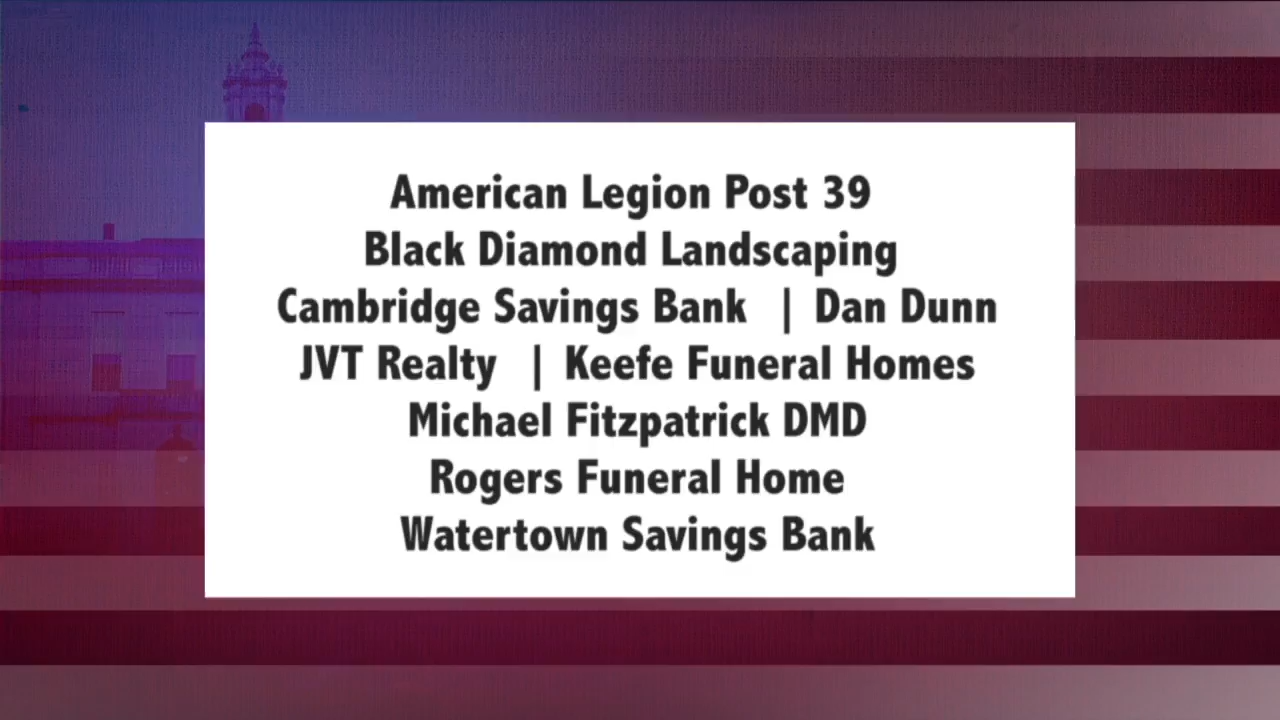 American Legion Post 39
Black Diamond Landscaping
Cambridge Savings Bank | Dan Dunn
JVT Realty | Keefe Funeral Homes
Michael Fitzpatrick DMD
Rogers Funeral Home
Watertown Savings Bank